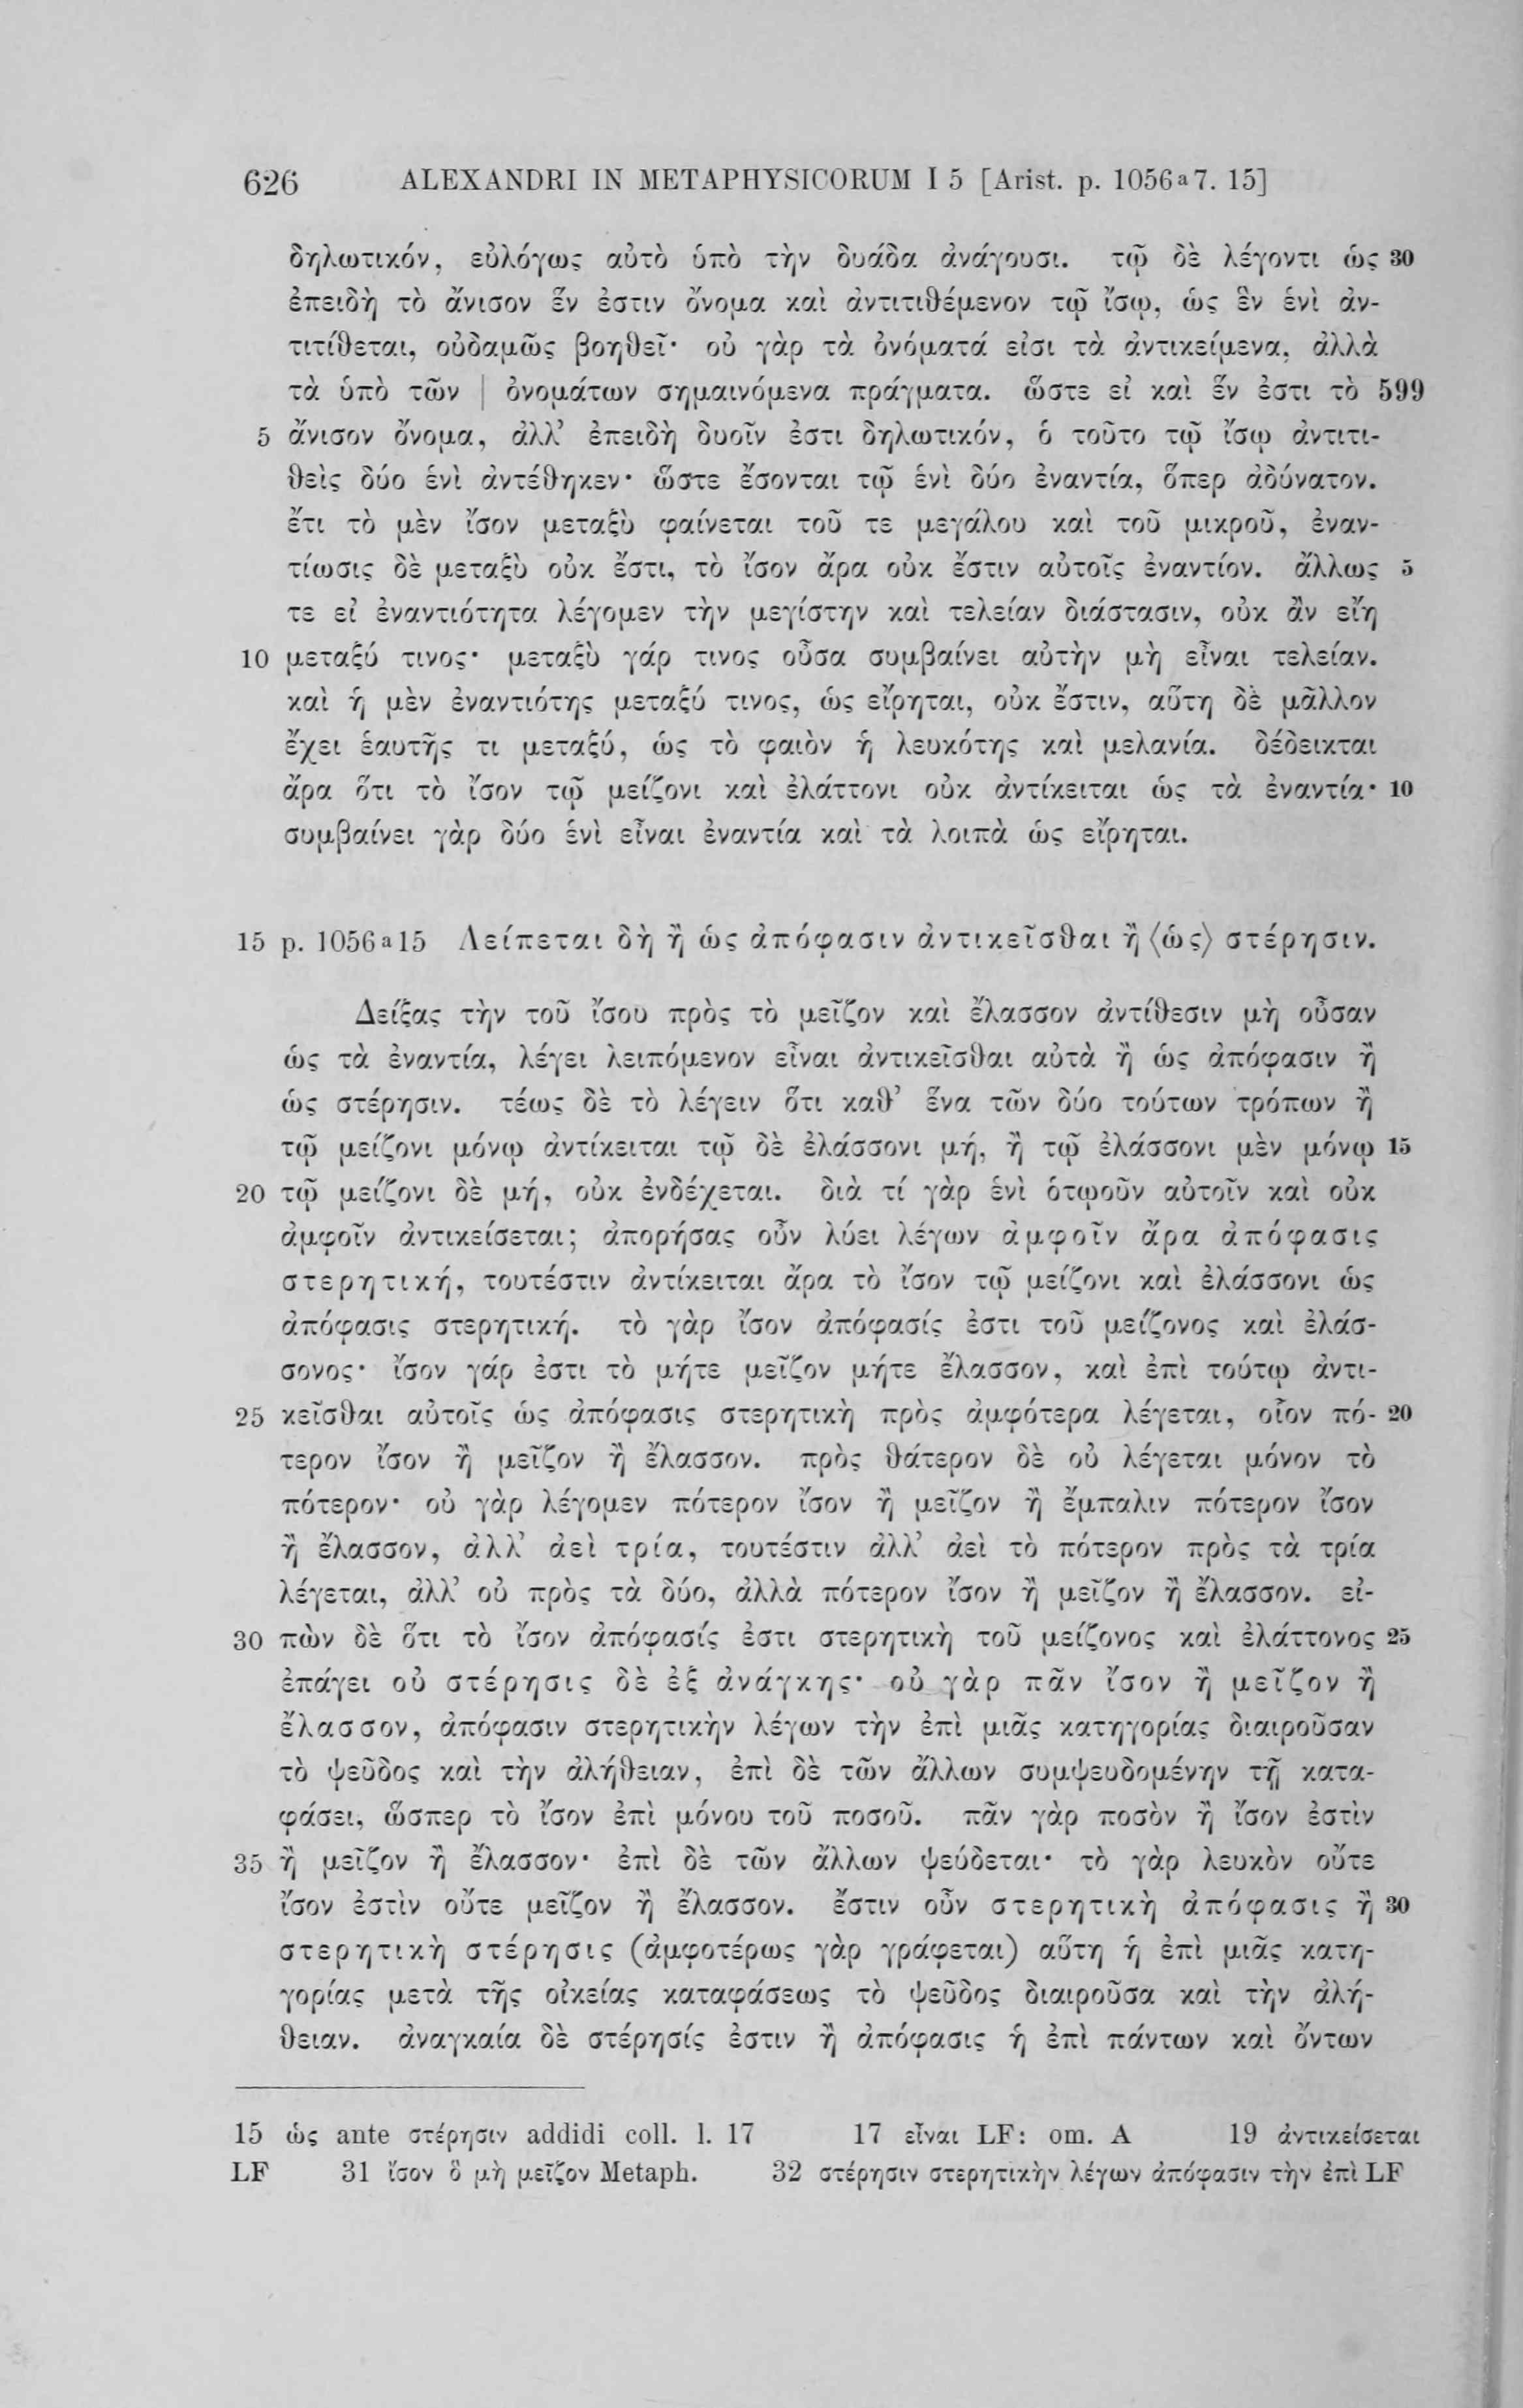 626 ALEXANDRI IN METAPHYSICORUM I 5 [Arist. p. 1056a7. 15]
δηλωτικόν, εὐλόγως αὐτὸ ὑπὸ τὴν δυάδα ἀνάγουσι. τῷ δὲ λέγοντι ὡς 30
ἐπειδὴ τὸ ἄνισον ἕν ἐστιν ὄνομα καὶ ἀντιτιθέμενον τῷ ἴσῳ, ὡς ἓν ἑνὶ ἀν-
τιτίθεται, οὐδαμῶς βοηθεῖ· οὐ γὰρ τὰ ὀνόματά εἰσι τὰ ἀντικείμενα, ἀλλὰ
τὰ ὑπὸ τῶν | ὀνομάτων σημαινόμενα πράγματα. ὥστε εἰ καὶ ἕν ἐστι τὸ 599
5 ἄνισον ὄνομα, ἀλλ’ ἐπειδὴ δυοῖν ἐστι δηλωτικόν, ὁ τοῦτο τῷ ἴσῳ ἀντιτι-
θεὶς δύο ἑνὶ ἀντέθηκεν· ὥστε ἔσονται τῷ ἑνὶ δύο ἐναντία, ὅπερ ἀδύνατον.
ἔτι τὸ μὲν ἴσον μεταξὺ φαίνεται τοῦ τε μεγάλου καὶ τοῦ μικροῦ, ἐναν-
τίωσις δὲ μεταξὺ οὐκ ἔστι, τὸ ἴσον ἄρα οὐκ ἔστιν αὐτοῖς ἐναντίον. ἄλλως 5
τε εἰ ἐναντιότητα λέγομεν τὴν μεγίστην καὶ τελείαν διάστασιν, οὐκ ἂν εἴη
10 μεταξύ τινος· μεταξὺ γάρ τινος οὖσα συμβαίνει αὐτὴν μὴ εἶναι τελείαν.
καὶ ἡ μὲν ἐναντιότης μεταξύ τινος, ὡς εἴρηται, οὐκ ἔστιν, αὕτη δὲ μᾶλλον
ἔχει ἑαυτῆς τι μεταξύ, ὡς τὸ φαιὸν ἡ λευκότης καὶ μελανία. δέδεικται
ἄρα ὅτι τὸ ἴσον τῷ μείζονι καὶ ἐλάττονι οὐκ ἀντίκειται ὡς τὰ ἐναντία· 10
συμβαίνει γὰρ δύο ἑνὶ εἶναι ἐναντία καὶ τὰ λοιπὰ ὡς εἴρηται.
15 p. 1056a15 Λείπεται δὴ ἢ ὡς ἀπόφασιν ἀντικεῖσθαι ἢ ⟨ὡς⟩ στέρησιν.
Δείξας τὴν τοῦ ἴσου πρὸς τὸ μεῖζον καὶ ἔλασσον ἀντίθεσιν μὴ οὖσαν
ὡς τὰ ἐναντία, λέγει λειπόμενον εἶναι ἀντικεῖσθαι αὐτὰ ἢ ὡς ἀπόφασιν ἢ
ὡς στέρησιν. τέως δὲ τὸ λέγειν ὅτι καθ’ ἕνα τῶν δύο τούτων τρόπων ἢ
τῷ μείζονι μόνῳ ἀντίκειται τῷ δὲ ἐλάσσονι μή, ἢ τῷ ἐλάσσονι μὲν μόνῳ 15
20 τῷ μείζονι δὲ μή, οὐκ ἐνδέχεται. διὰ τί γὰρ ἑνὶ ὁτῳοῦν αὐτοῖν καὶ οὐκ
ἀμφοῖν ἀντικείσεται; ἀπορήσας οὖν λύει λέγων ἀμφοῖν ἄρα ἀπόφασις
στερητική, τουτέστιν ἀντίκειται ἄρα τὸ ἴσον τῷ μείζονι καὶ ἐλάσσονι ὡς
ἀπόφασις στερητική. τὸ γὰρ ἴσον ἀπόφασίς ἐστι τοῦ μείζονος καὶ ἐλάσ-
σονος· ἴσον γάρ ἐστι τὸ μήτε μεῖζον μήτε ἔλασσον, καὶ ἐπὶ τούτῳ ἀντι-
25 κεῖσθαι αὐτοῖς ὡς ἀπόφασις στερητικὴ πρὸς ἀμφότερα λέγεται, οἷον πό- 20
τερον ἴσον ἢ μεῖζον ἢ ἔλασσον. πρὸς θάτερον δὲ οὐ λέγεται μόνον τὸ
πότερον· οὐ γὰρ λέγομεν πότερον ἴσον ἢ μεῖζον ἢ ἔμπαλιν πότερον ἴσον
ἢ ἔλασσον, ἀλλ’ ἀεὶ τρία, τουτέστιν ἀλλ’ ἀεὶ τὸ πότερον πρὸς τὰ τρία
λέγεται, ἀλλ’ οὐ πρὸς τὰ δύο, ἀλλὰ πότερον ἴσον ἢ μεῖζον ἢ ἔλασσον. εἰ-
30 πὼν δὲ ὅτι τὸ ἴσον ἀπόφασίς ἐστι στερητικὴ τοῦ μείζονος καὶ ἐλάττονος 25
ἐπάγει οὐ στέρησις δὲ ἐξ ἀνάγκης· οὐ γὰρ πᾶν ἴσον ἢ μεῖζον ἢ
ἔλασσον, ἀπόφασιν στερητικὴν λέγων τὴν ἐπὶ μιᾶς κατηγορίας διαιροῦσαν
τὸ ψεῦδος καὶ τὴν ἀλήθειαν, ἐπὶ δὲ τῶν ἄλλων συμψευδομένην τῇ κατα-
φάσει, ὥσπερ τὸ ἴσον ἐπὶ μόνου τοῦ ποσοῦ. πᾶν γὰρ ποσὸν ἢ ἴσον ἐστὶν
35 ἢ μεῖζον ἢ ἔλασσον· ἐπὶ δὲ τῶν ἄλλων ψεύδεται· τὸ γὰρ λευκὸν οὔτε
ἴσον ἐστὶν οὔτε μεῖζον ἢ ἔλασσον. ἔστιν οὖν στερητικὴ ἀπόφασις ἢ 30
στερητικὴ στέρησις (ἀμφοτέρως γὰρ γράφεται) αὕτη ἡ ἐπὶ μιᾶς κατη-
γορίας μετὰ τῆς οἰκείας καταφάσεως τὸ ψεῦδος διαιροῦσα καὶ τὴν ἀλή-
θειαν. ἀναγκαία δὲ στέρησίς ἐστιν ἢ ἀπόφασις ἡ ἐπὶ πάντων καὶ ὄντων
15 ὡς ante στέρησιν addidi coll. l. 17 17 εἶναι LF: om. A 19 ἀντικείσεται
LF 31 ἴσον ὃ μὴ μεῖζον Metaph. 32 στέρησιν στερητικὴν λέγων ἀπόφασιν τὴν ἐπὶ LF